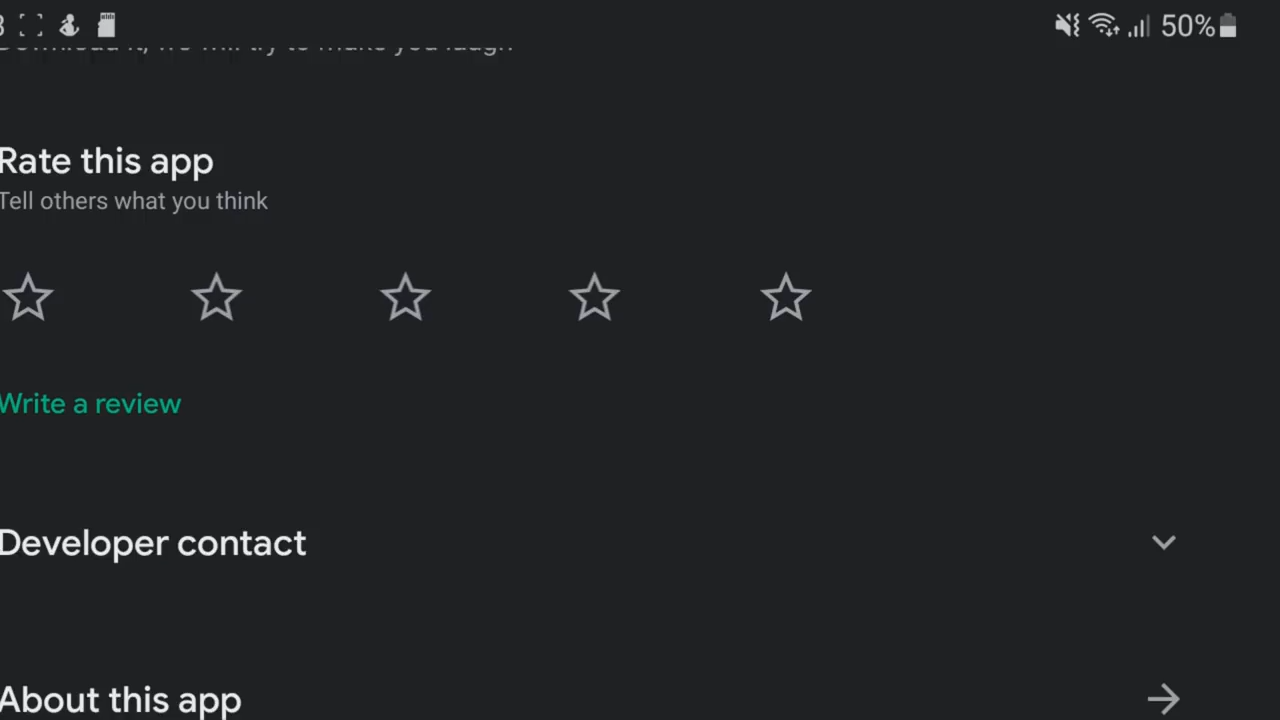 50%
Rate this app
Tell others what you think
Write a review
Developer contact
About this app